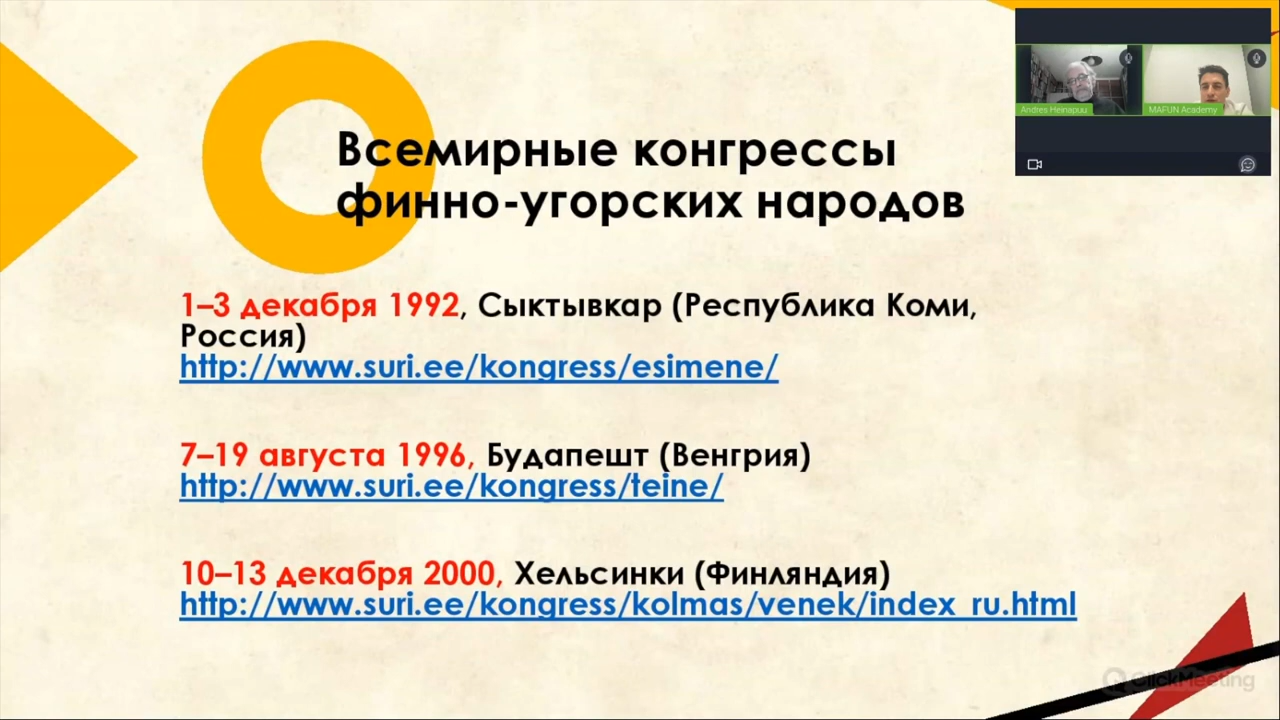 Всемирные конгрессы
финно-угорских народов
1–3 декабря 1992, Сыктывкар (Республика Коми,
Россия)
http://www.suri.ee/kongress/esimene/
7–19 августа 1996, Будапешт (Венгрия)
http://www.suri.ee/kongress/teine/
10–13 декабря 2000, Хельсинки (Финляндия)
http://www.suri.ee/kongress/kolmas/venek/index_ru.html
Andres Heinapuu
MAFUN Academy
ClickMeeting